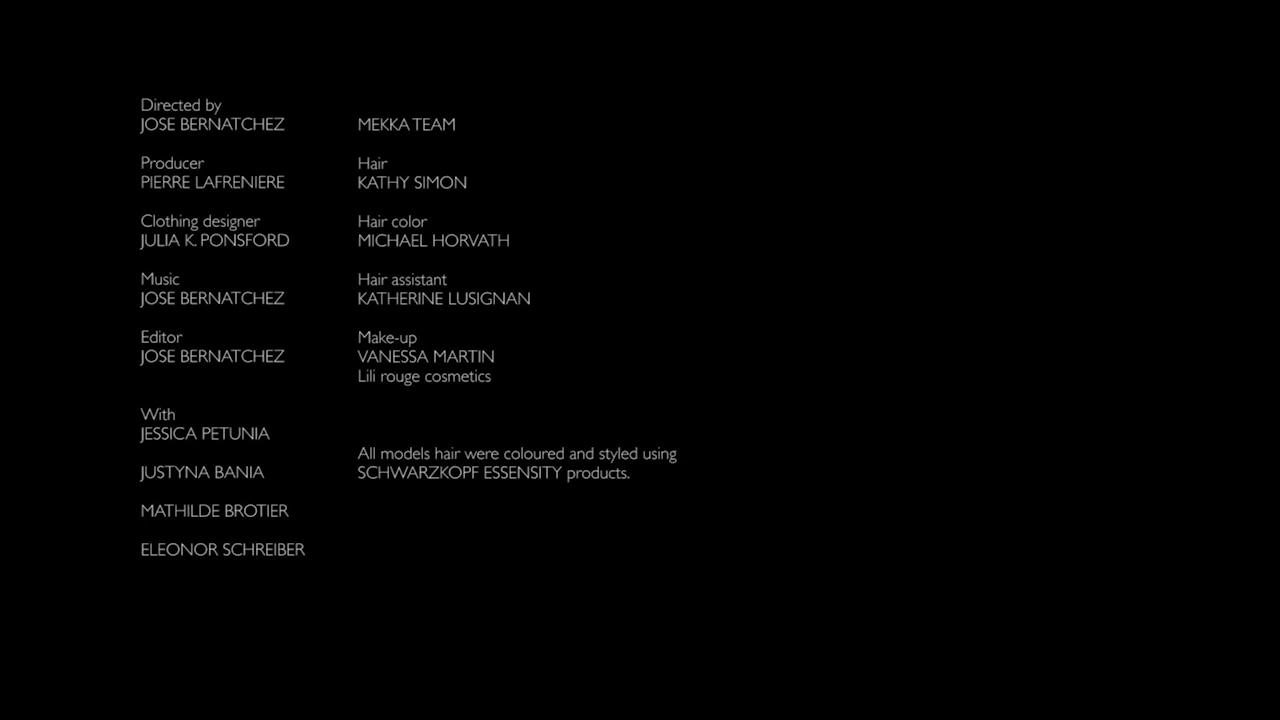 Directed by
JOSE BERNATCHEZ
Producer
PIERRE LAFRENIERE
Clothing designer
JULIA K. PONSFORD
Music
JOSE BERNATCHEZ
Editor
JOSE BERNATCHEZ
With
JESSICA PETUNIA
JUSTYNA BANIA
MATHILDE BROTIER
ELEONOR SCHREIBER
MEKKA TEAM
Hair
KATHY SIMON
Hair color
MICHAEL HORVATH
Hair assistant
KATHERINE LUSIGNAN
Make-up
VANESSA MARTIN
Lili rouge cosmetics
All models hair were coloured and styled using
SCHWARZKOPF ESSENSITY products.